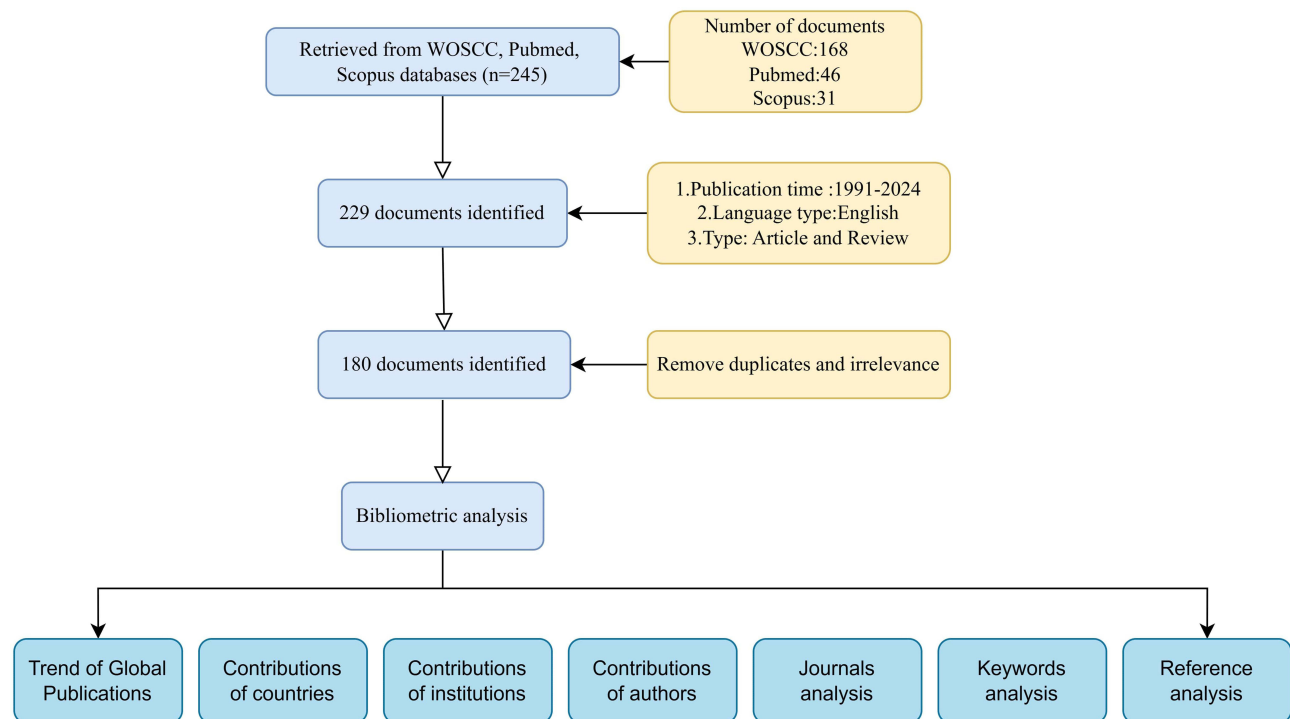 Retrieved from WOSCC, Pubmed,
Scopus databases (n=245)
Number of documents
WOSCC:168
Pubmed:46
Scopus:31
229 documents identified
1.Publication time :1991-2024
2.Language type:English
3.Type: Article and Review
180 documents identified
Remove duplicates and irrelevance
Bibliometric analysis
Trend of Global
Publications
Contributions
of countries
Contributions
of institutions
Contributions
of authors
Journals
analysis
Keywords
analysis
Reference
analysis